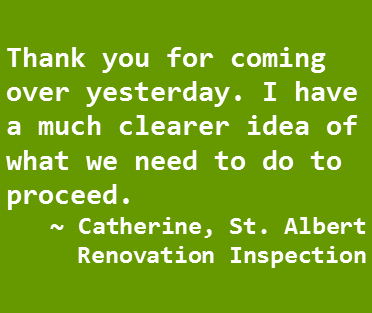 Thank you for coming
over yesterday. I have
a much clearer idea of
what we need to do to
proceed.
~ Catherine, St. Albert
Renovation Inspection